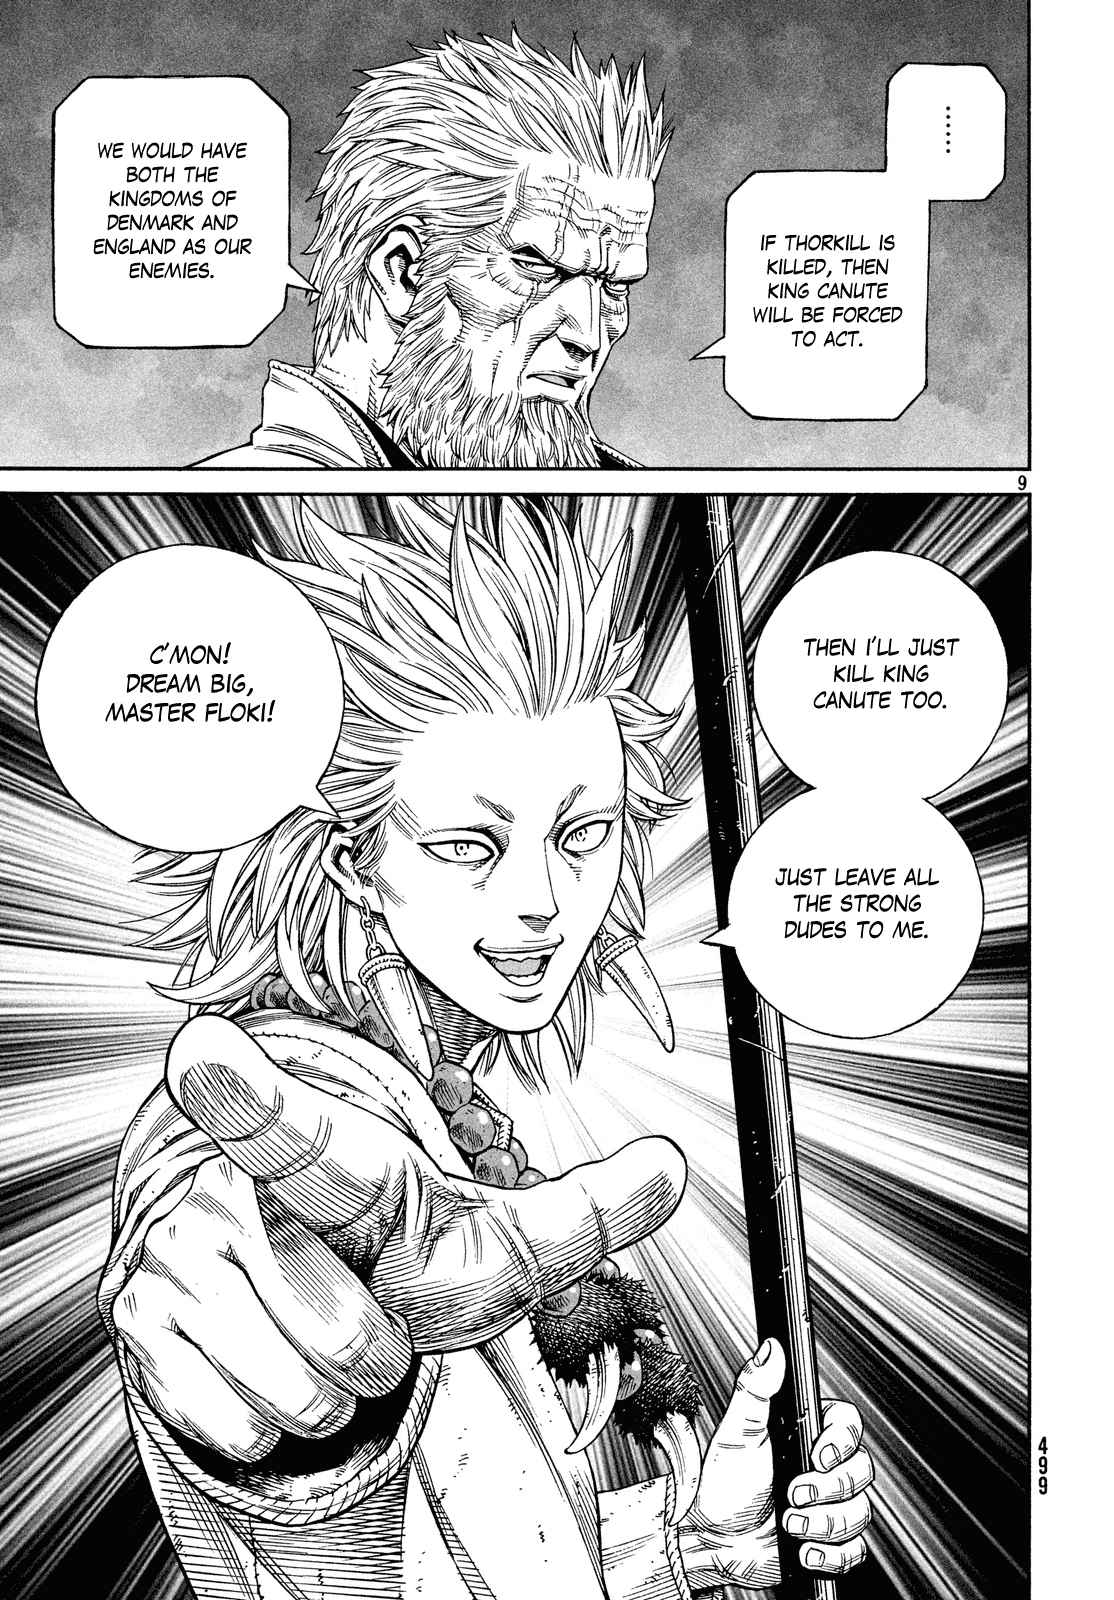 ......
IF THORKILL IS
KILLED, THEN
KING CANUTE
WILL BE FORCED
TO ACT.
WE WOULD HAVE
BOTH THE
KINGDOMS OF
DENMARK AND
ENGLAND AS OUR
ENEMIES.
9
THEN I'LL JUST
KILL KING
CANUTE TOO.
JUST LEAVE ALL
THE STRONG
DUDES TO ME.
C'MON!
DREAM BIG,
MASTER FLOKI!
499